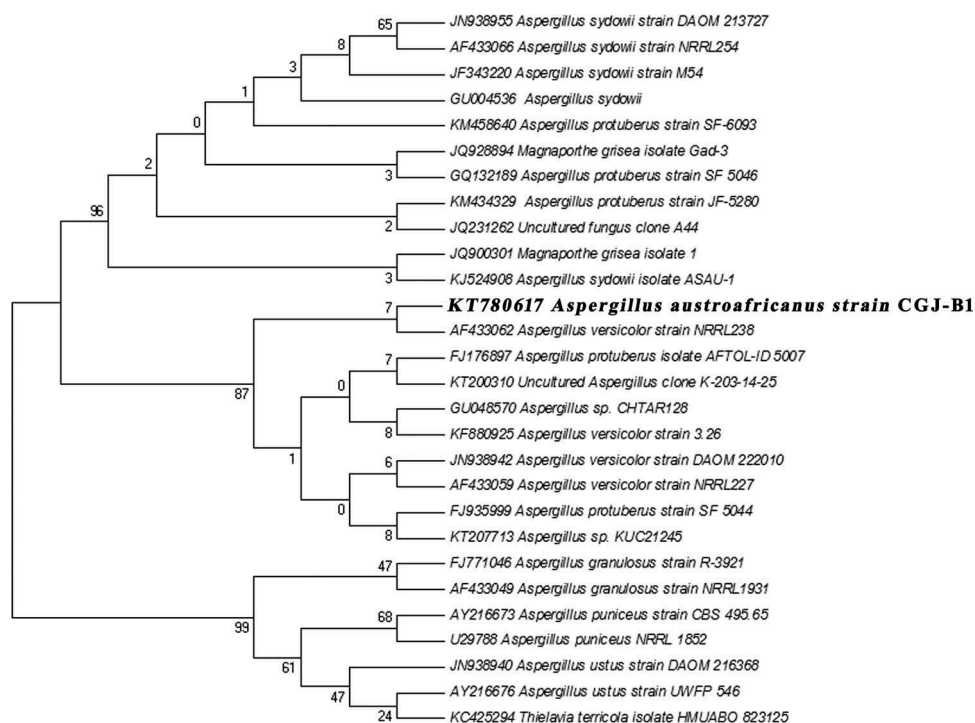 65
JN938955 Aspergillus sydowii strain DAOM 213727
8
AF433066 Aspergillus sydowii strain NRRL254
3
JF343220 Aspergillus sydowii strain M54
1
GU004536 Aspergillus sydowii
0
KM458640 Aspergillus protuberus strain SF-6093
2
JQ928894 Magnaporthe grisea isolate Gad-3
3
GQ132189 Aspergillus protuberus strain SF 5046
96
KM434329 Aspergillus protuberus strain JF-5280
2
JQ231262 Uncultured fungus clone A44
JQ900301 Magnaporthe grisea isolate 1
3
KJ524908 Aspergillus sydowii isolate ASAU-1
7
KT780617 Aspergillus austroafricanus strain CGJ-B1
AF433062 Aspergillus versicolor strain NRRL238
87
7
FJ176897 Aspergillus protuberus isolate AFTOL-ID 5007
0
KT200310 Uncultured Aspergillus clone K-203-14-25
GU048570 Aspergillus sp. CHTAR128
8
KF880925 Aspergillus versicolor strain 3.26
1
6
JN938942 Aspergillus versicolor strain DAOM 222010
AF433059 Aspergillus versicolor strain NRRL227
0
FJ935999 Aspergillus protuberus strain SF 5044
8
KT207713 Aspergillus sp. KUC21245
47
FJ771046 Aspergillus granulosus strain R-3921
AF433049 Aspergillus granulosus strain NRRL1931
99
68
AY216673 Aspergillus puniceus strain CBS 495.65
U29788 Aspergillus puniceus NRRL 1852
61
JN938940 Aspergillus ustus strain DAOM 216368
47
AY216676 Aspergillus ustus strain UWFP 546
24
KC425294 Thielavia terricola isolate HMUABO 823125